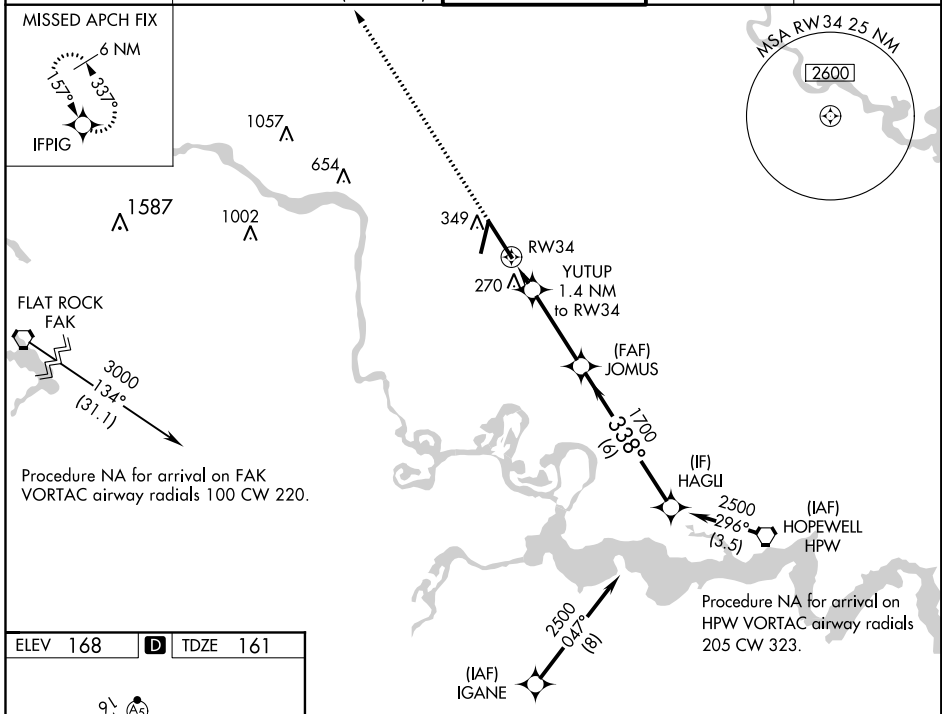 MISSED APCH FIX
6 NM
157°
337°
IFPIG
MSA RW34 25 NM
2600
1057
654
1587
1002
349
RW34
270
YUTUP
1.4 NM
to RW34
FLAT ROCK
FAK
3000
134°
(31.1)
(FAF)
JOMUS
1700
338°
(6)
Procedure NA for arrival on FAK
VORTAC airway radials 100 CW 220.
(IF)
HAGLI
2500
296°
(3.5)
(IAF)
HOPEWELL
HPW
Procedure NA for arrival on
HPW VORTAC airway radials
205 CW 323.
2500
047°
(8)
(IAF)
IGANE
ELEV 168
D
TDZE 161
16
A5